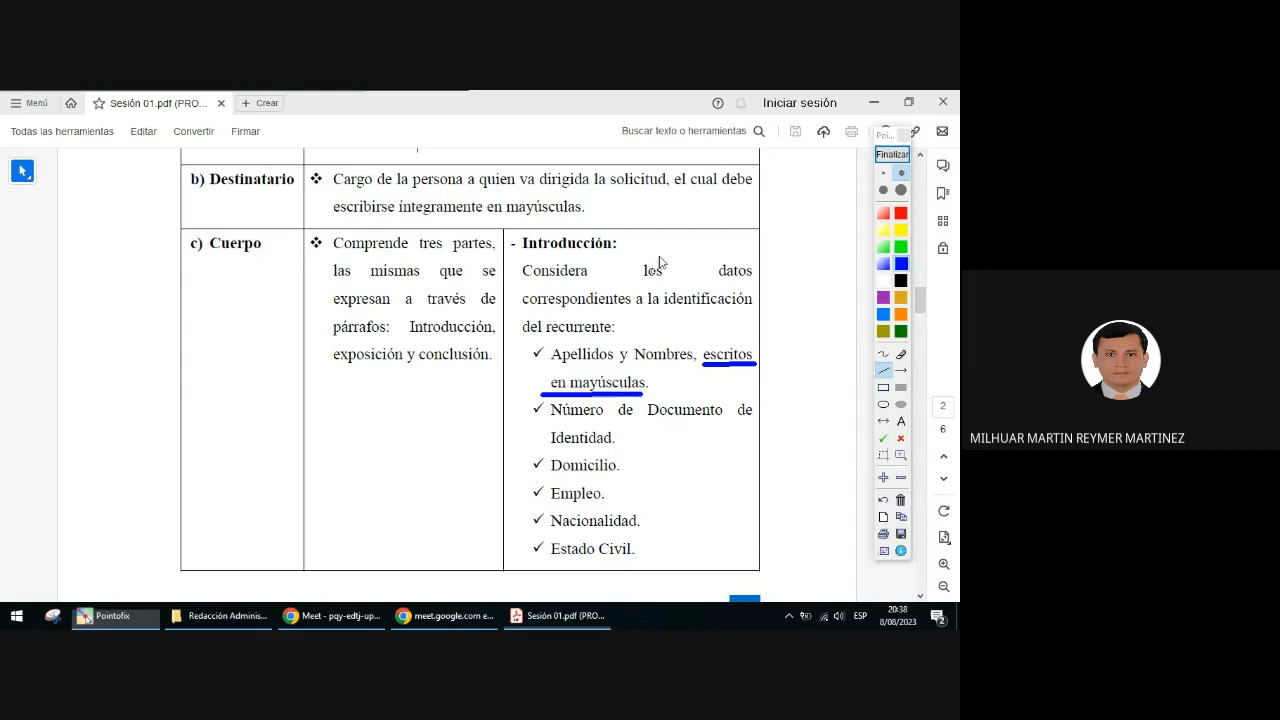 Menú
Sesión 01.pdf (PRO...
Crear
Iniciar sesión
Todas las herramientas
Editar
Convertir
Firmar
Buscar texto o herramientas
Poi...
Finalizar
b) Destinatario
❖ Cargo de la persona a quien va dirigida la solicitud, el cual debe
escribirse íntegramente en mayúsculas.
c) Cuerpo
❖ Comprende tres partes,
las mismas que se
expresan a través de
párrafos: Introducción,
exposición y conclusión.
- Introducción:
Considera los datos
correspondientes a la identificación
del recurrente:
✓ Apellidos y Nombres, escritos
en mayúsculas.
✓ Número de Documento de
Identidad.
✓ Domicilio.
✓ Empleo.
✓ Nacionalidad.
✓ Estado Civil.
A
2
6
MILHUAR MARTIN REYMER MARTINEZ
Pointofix
Redacción Adminis...
Meet - pqy-edtj-up...
meet.google.com e...
Sesión 01.pdf (PRO...
ESP
20:38
8/08/2023
2